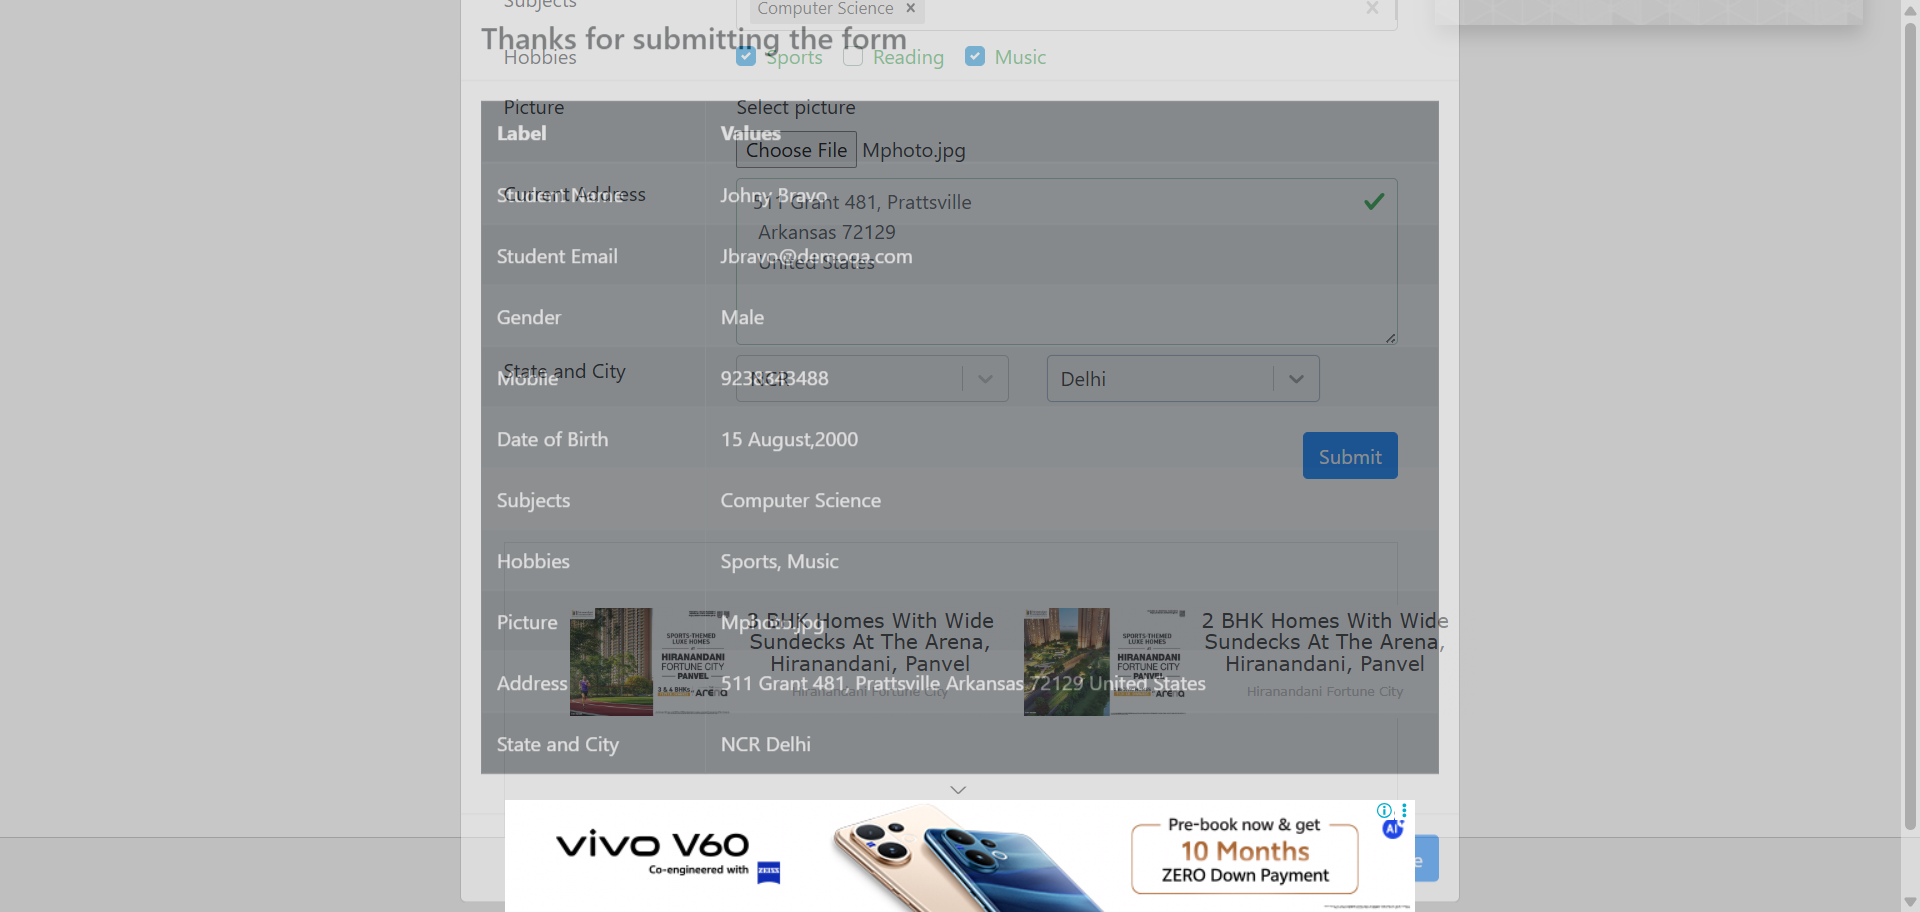 Subjects
Computer Science ×
×
Thanks for submitting the form
Hobbies
Sports Reading Music
Picture Select picture
Label Values
Choose File Mphoto.jpg
Current Address
Student Name Johny Bravo
511 Grant 481, Prattsville
Arkansas 72129
Student Email Jbravo@demoqa.com
United States
Gender Male
State and City
Mobile 9238743488
NCR Delhi
Date of Birth 15 August,2000
Submit
Subjects Computer Science
Hobbies Sports, Music
Picture Mphoto.jpg
3 BHK Homes With Wide
Sundecks At The Arena,
Hiranandani, Panvel
Hiranandani Fortune City
SPORTS-THEMED
LUXE HOMES
HIRANANDANI
FORTUNE CITY
PANVEL
3 & 4 BHKs
arena
2 BHK Homes With Wide
Sundecks At The Arena,
Hiranandani, Panvel
Hiranandani Fortune City
SPORTS-THEMED
LUXE HOMES
HIRANANDANI
FORTUNE CITY
PANVEL
arena
Address 511 Grant 481, Prattsville Arkansas 72129 United States
State and City NCR Delhi
vivo V60
Co-engineered with ZEISS
Pre-book now & get
10 Months
ZERO Down Payment
AI
e